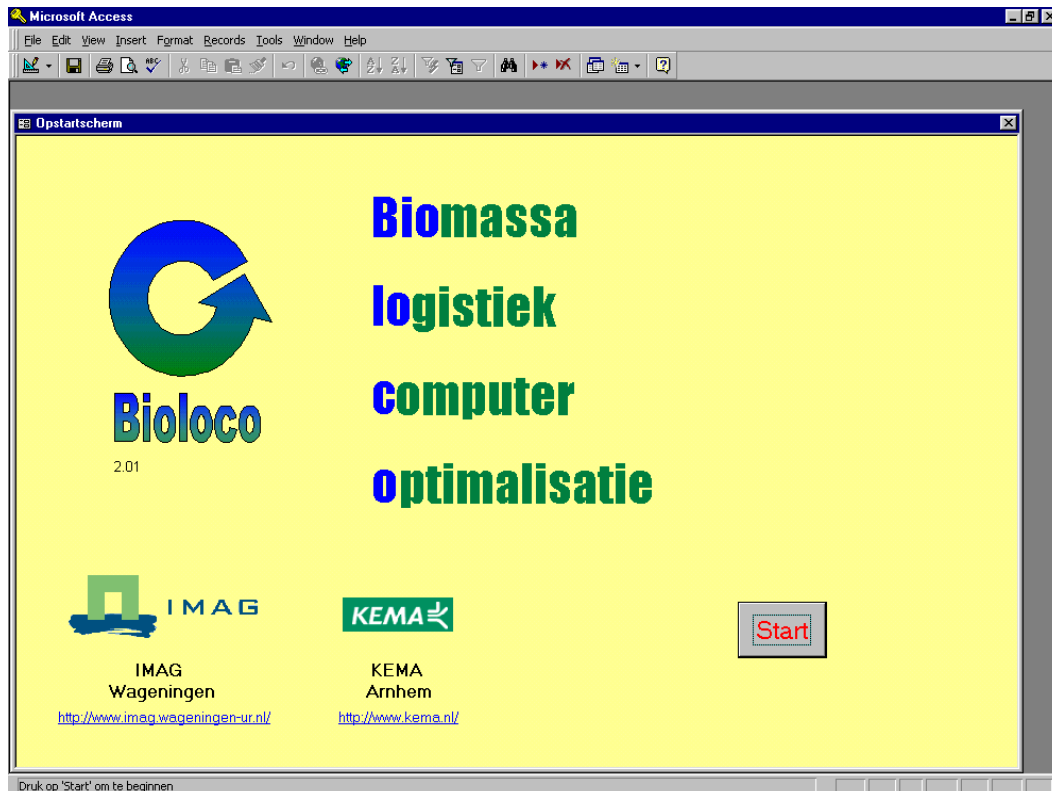 Microsoft Access
File Edit View Insert Format Records Tools Window Help
Opstartscherm
Biomassa
logistiek
computer
optimalisatie
Bioloco
2.01
IMAG
KEMA
Start
IMAG
Wageningen
http://www.imag.wageningen-ur.nl/
KEMA
Arnhem
http://www.kema.nl/
Druk op 'Start' om te beginnen